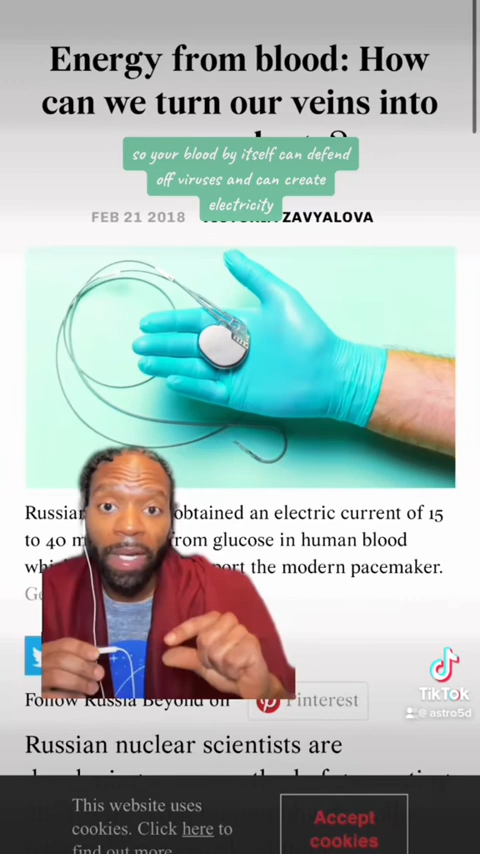 Energy from blood: How
can we turn our veins into
so your blood by itself can defend
off viruses and can create
electricity
FEB 21 2018 ZAVYALOVA
Russian obtained an electric current of 15
to 40 from glucose in human blood
port the modern pacemaker.
TikTok
@ astro5d
Follow Russia Beyond on Pinterest
Russian nuclear scientists are
This website uses
cookies. Click here to
find out more.
Accept
cookies